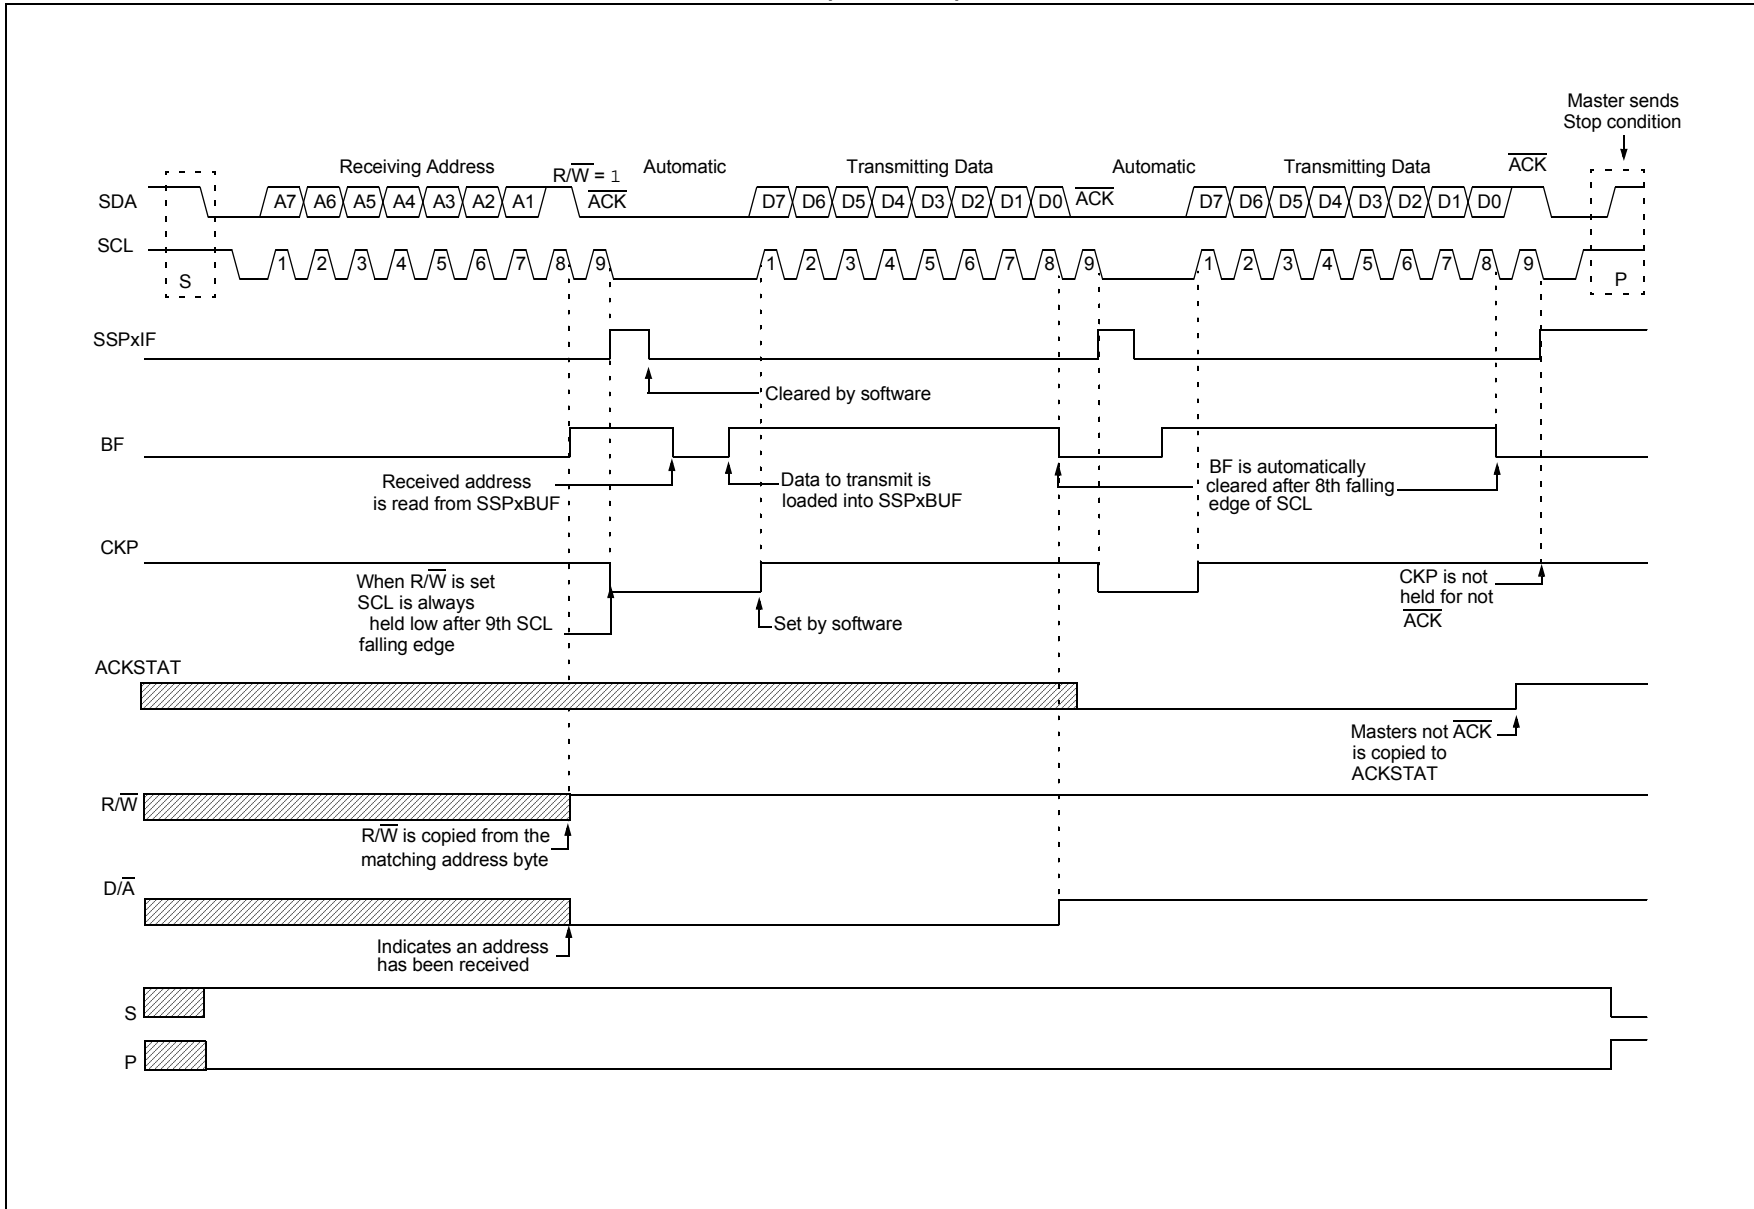 Master sends
Stop condition
Receiving Address
R/W̅ = 1
Automatic
Transmitting Data
Automatic
Transmitting Data
A̅C̅K̅
SDA
A7 A6 A5 A4 A3 A2 A1
A̅C̅K̅
D7 D6 D5 D4 D3 D2 D1 D0
A̅C̅K̅
D7 D6 D5 D4 D3 D2 D1 D0
SCL
S
1 2 3 4 5 6 7 8 9
1 2 3 4 5 6 7 8 9
1 2 3 4 5 6 7 8 9
P
SSPxIF
Cleared by software
BF
Received address
is read from SSPxBUF
Data to transmit is
loaded into SSPxBUF
BF is automatically
cleared after 8th falling
edge of SCL
CKP
When R/W̅ is set
SCL is always
held low after 9th SCL
falling edge
Set by software
CKP is not
held for not
A̅C̅K̅
ACKSTAT
Masters not A̅C̅K̅
is copied to
ACKSTAT
R/W̅
R/W̅ is copied from the
matching address byte
D/A̅
Indicates an address
has been received
S
P